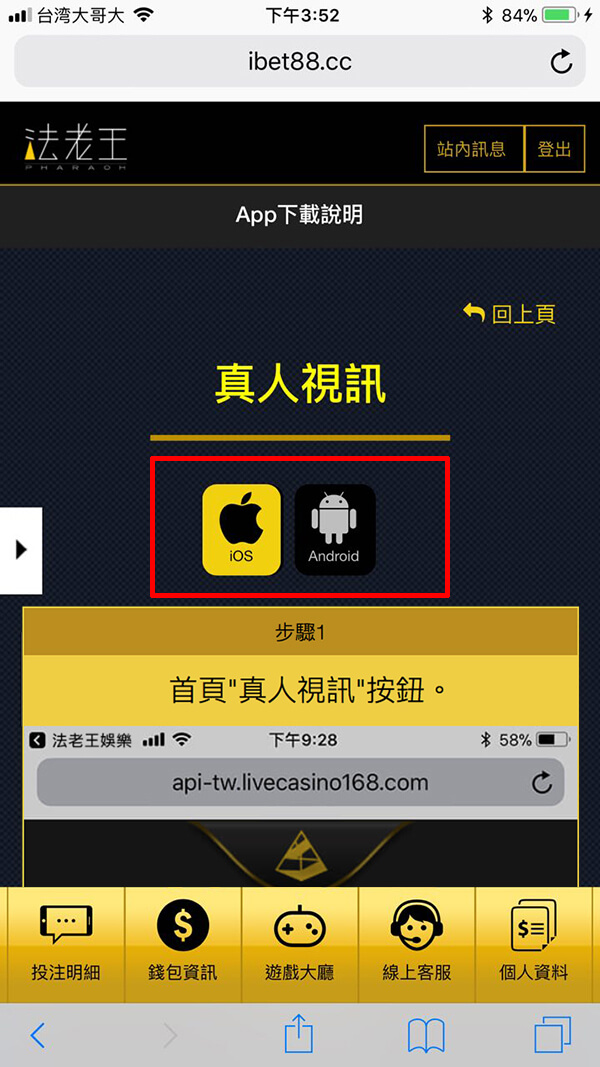 台湾大哥大 下午3:52 84%
ibet88.cc
法老王
PHARAOH
站內訊息 登出
App下載說明
回上頁
真人視訊
iOS Android
步驟1
首頁"真人視訊"按鈕。
法老王娛樂 下午9:28 58%
api-tw.livecasino168.com
投注明細 錢包資訊 遊戲大廳 線上客服 個人資料